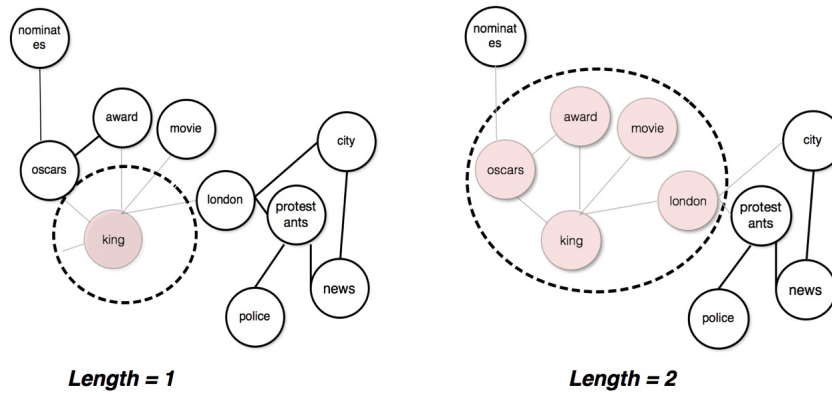 nominat
es
award
movie
city
oscars
london
protest
ants
king
news
police
Length = 1
nominat
es
award
movie
city
oscars
london
protest
ants
king
news
police
Length = 2